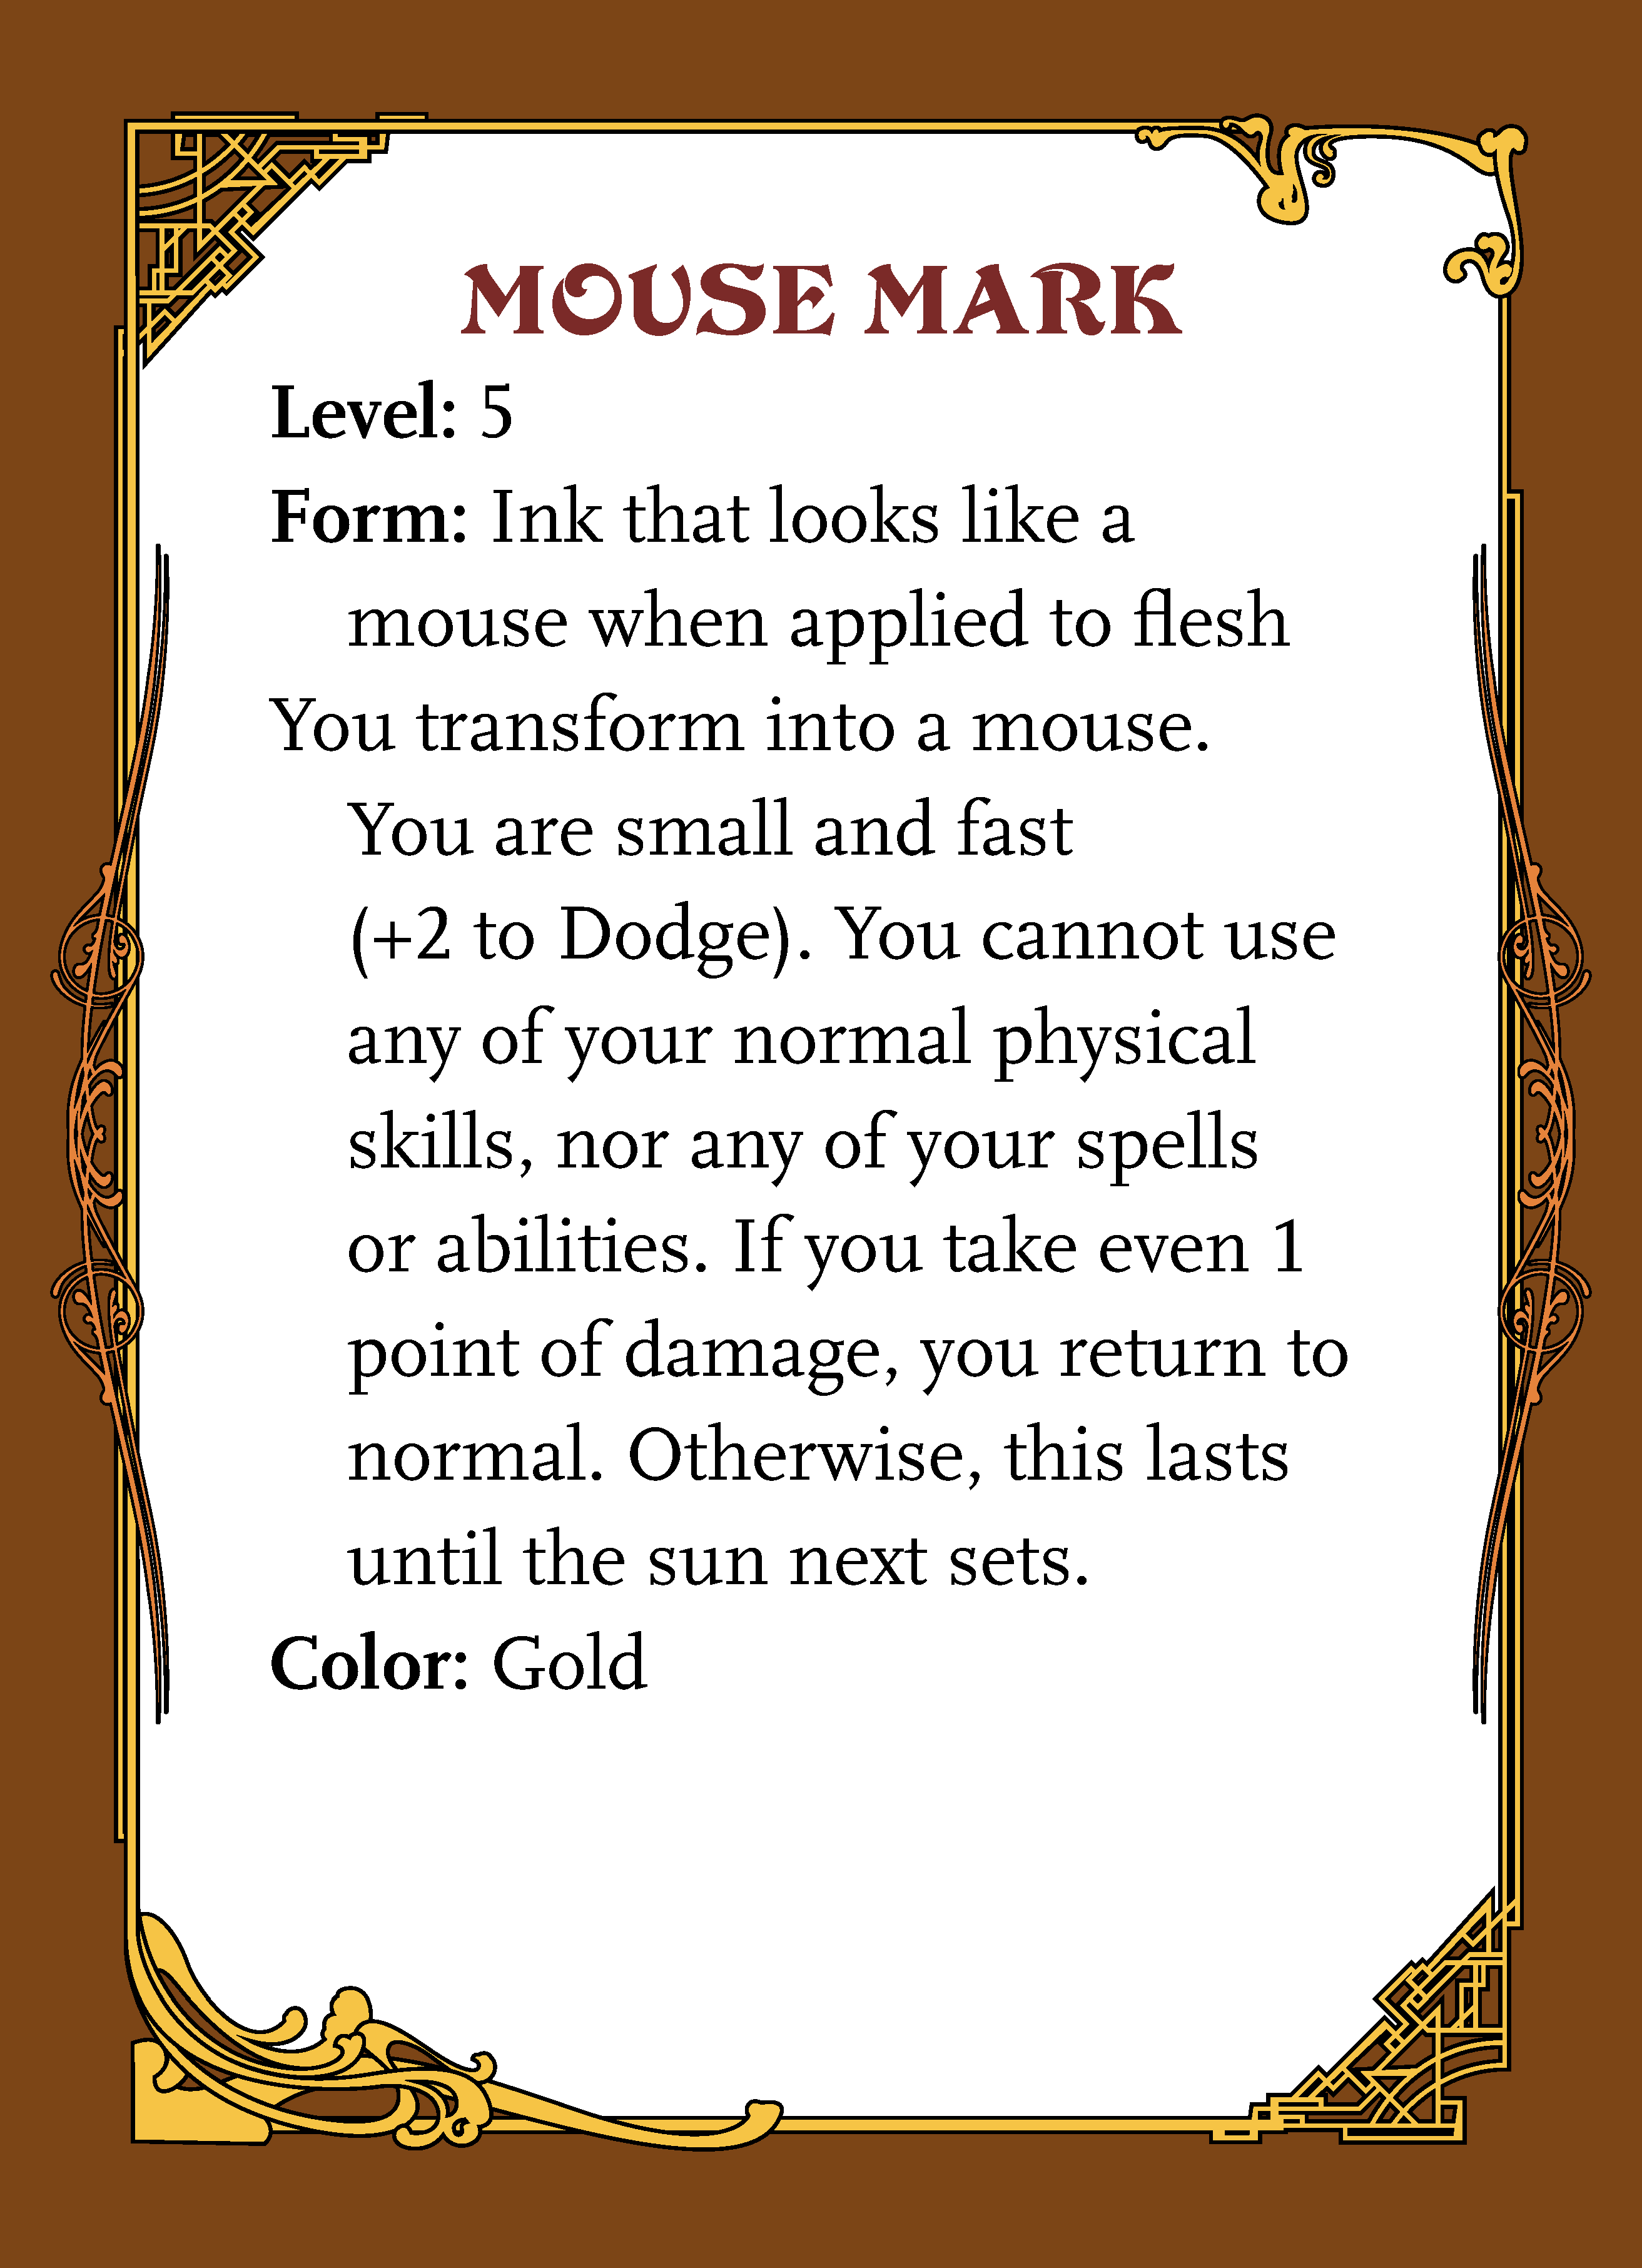 MOUSE MARK
Level: 5
Form: Ink that looks like a
mouse when applied to flesh
You transform into a mouse.
You are small and fast
(+2 to Dodge). You cannot use
any of your normal physical
skills, nor any of your spells
or abilities. If you take even 1
point of damage, you return to
normal. Otherwise, this lasts
until the sun next sets.
Color: Gold